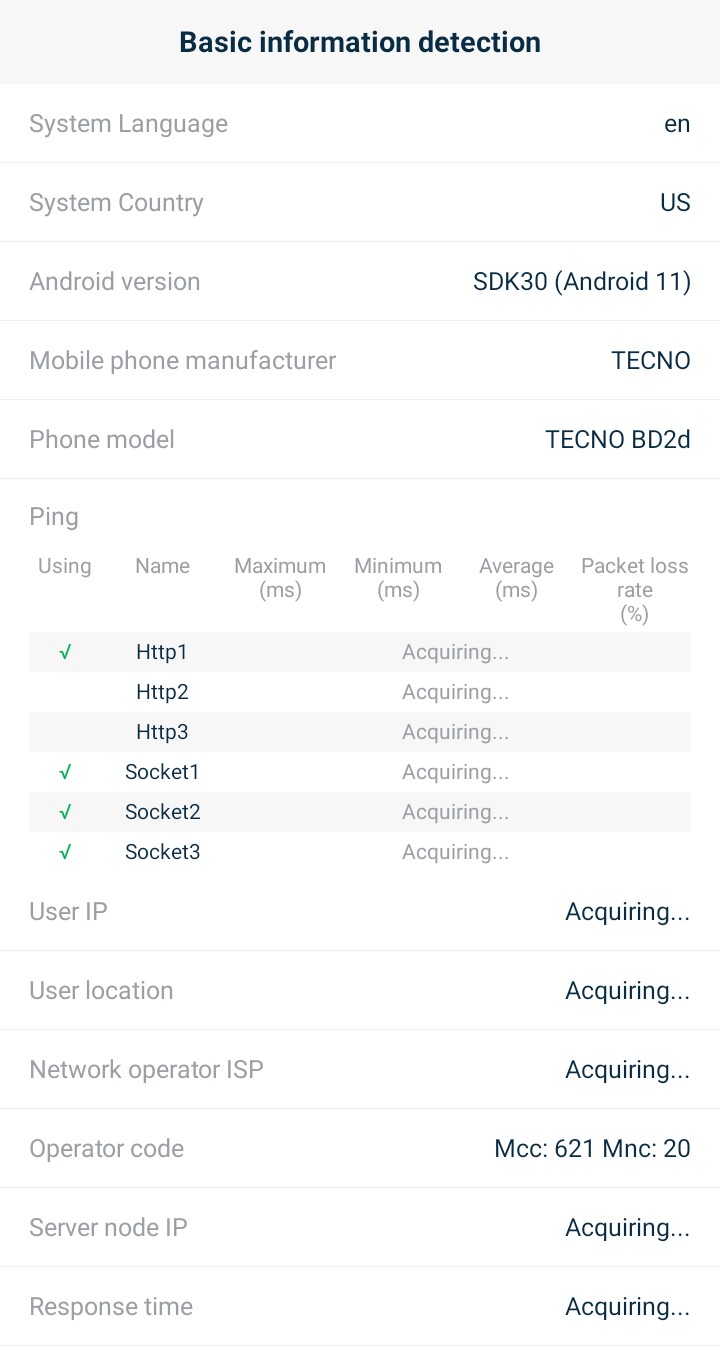 Basic information detection
System Language en
System Country US
Android version SDK30 (Android 11)
Mobile phone manufacturer TECNO
Phone model TECNO BD2d
Ping
Using Name Maximum (ms) Minimum (ms) Average (ms) Packet loss rate (%)
√ Http1 Acquiring...
Http2 Acquiring...
Http3 Acquiring...
√ Socket1 Acquiring...
√ Socket2 Acquiring...
√ Socket3 Acquiring...
User IP Acquiring...
User location Acquiring...
Network operator ISP Acquiring...
Operator code Mcc: 621 Mnc: 20
Server node IP Acquiring...
Response time Acquiring...